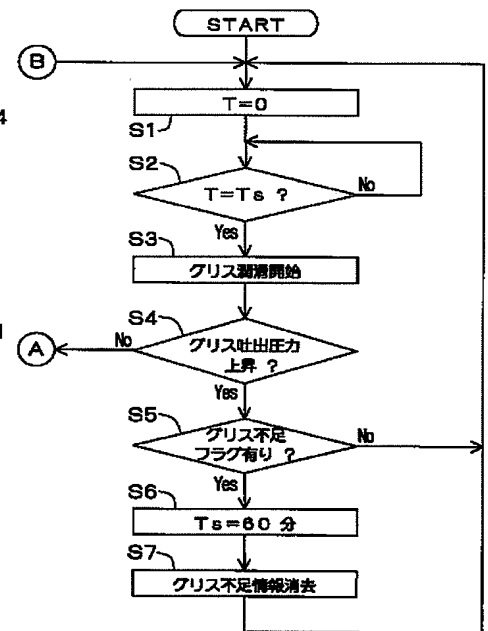 START
B
T=0
S1
S2
T=Ts ?
No
Yes
S3
グリス潤滑開始
S4
グリス吐出圧力
上昇 ?
No
A
Yes
S5
グリス不足
フラグ有り ?
No
Yes
S6
Ts=60 分
S7
グリス不足情報消去